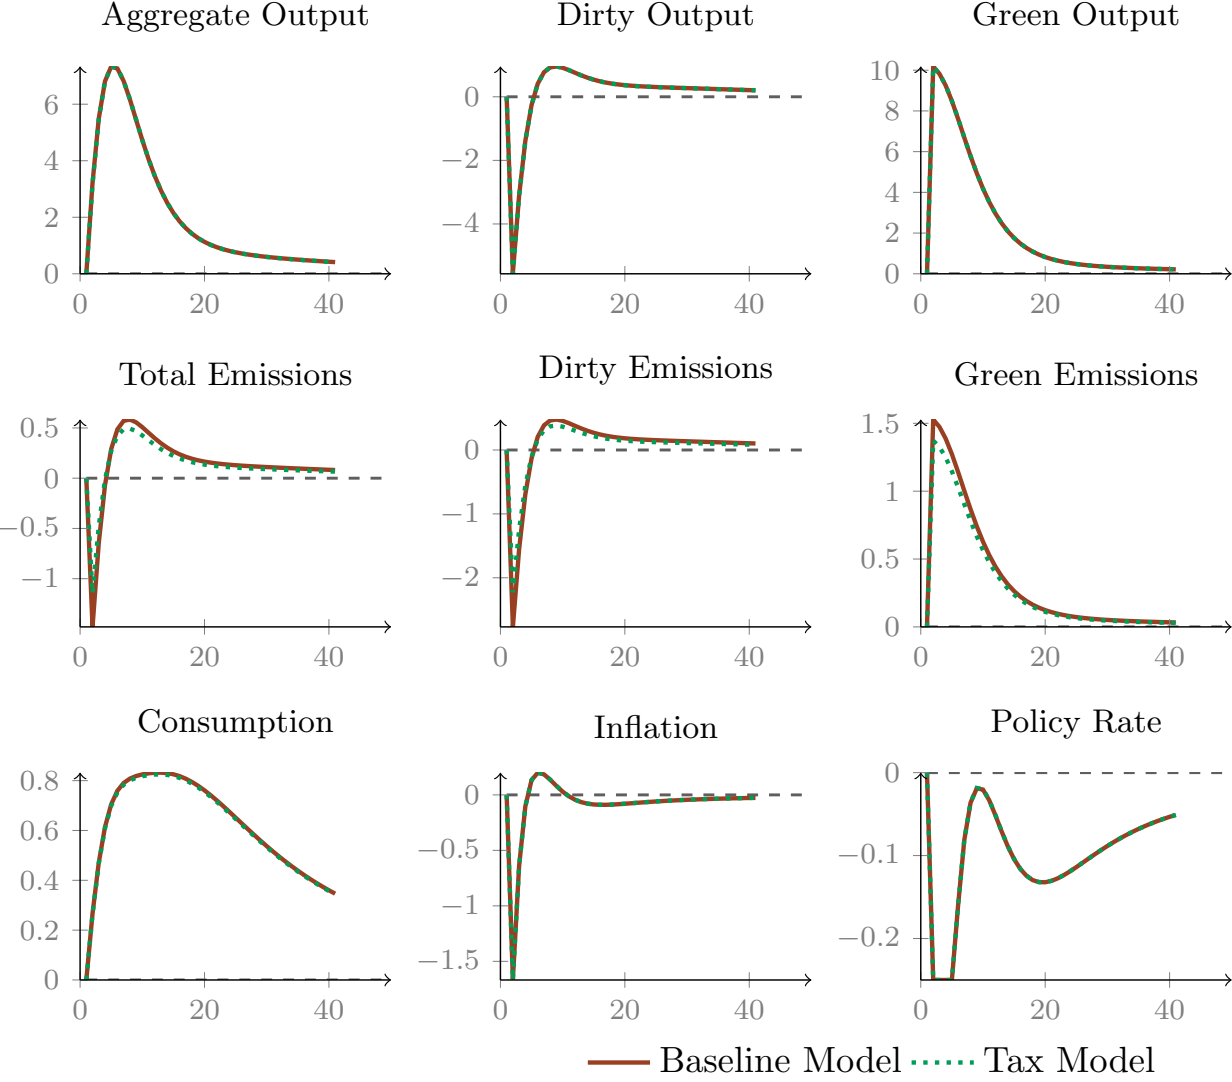 Aggregate Output Dirty Output Green Output
6
4
2
0
0 20 40
0
−2
−4
0 20 40
10
8
6
4
2
0
0 20 40
Total Emissions Dirty Emissions Green Emissions
0.5
0
−0.5
−1
0 20 40
0
−1
−2
0 20 40
1.5
1
0.5
0
0 20 40
Consumption Inflation Policy Rate
0.8
0.6
0.4
0.2
0
0 20 40
0
−0.5
−1
−1.5
0 20 40
0
−0.1
−0.2
0 20 40
Baseline Model Tax Model